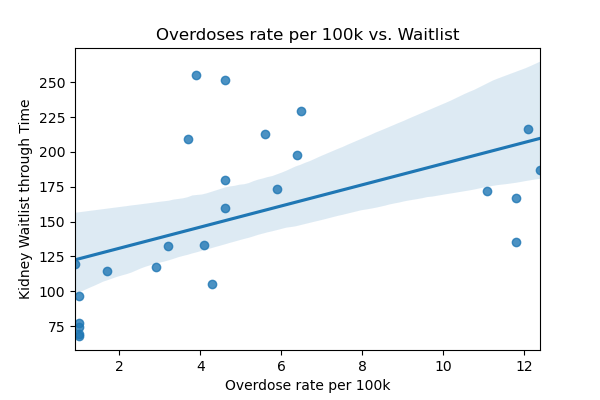 Overdoses rate per 100k vs. Waitlist
Kidney Waitlist through Time
250
225
200
175
150
125
100
75
2 4 6 8 10 12
Overdose rate per 100k